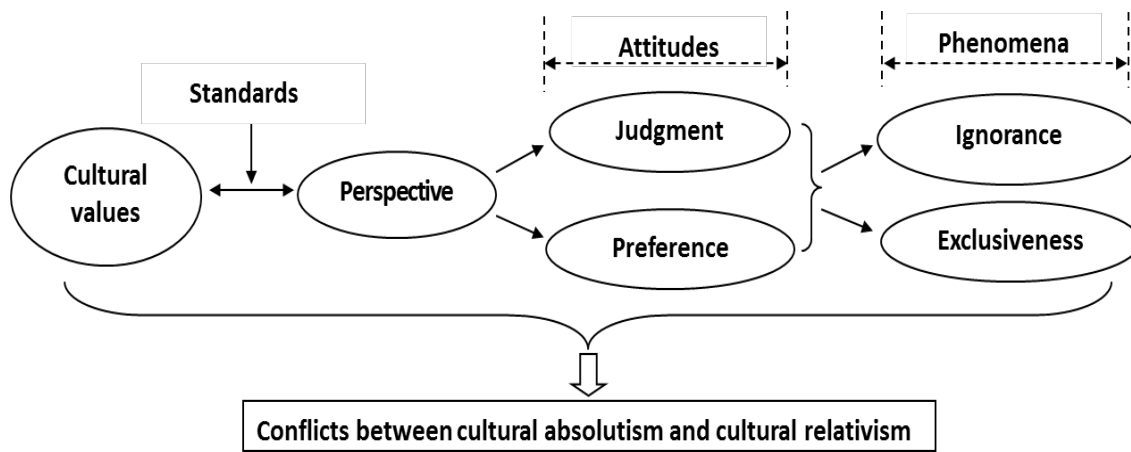 Attitudes
Phenomena
Standards
Judgment
Ignorance
Cultural
values
Perspective
Preference
Exclusiveness
Conflicts between cultural absolutism and cultural relativism